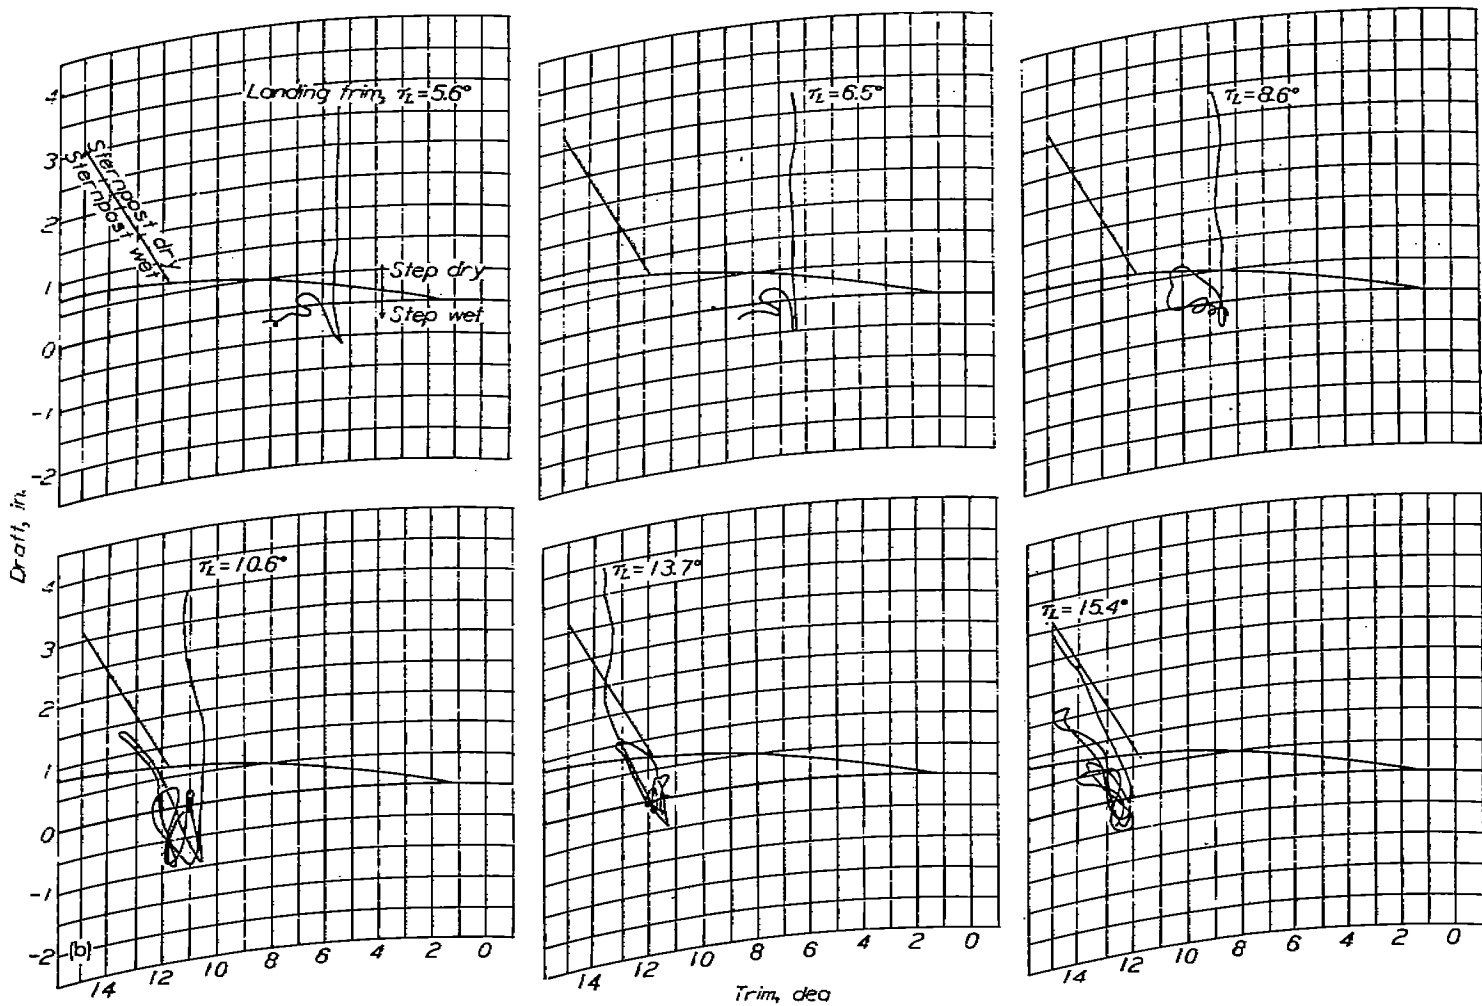 Landing trim, τL=5.6°
τL=6.5°
τL=8.6°
4
3
2
1
0
-1
-2
Sternpost dry
Sternpost wet
Step dry
Step wet
Draft, in.
τL=10.6°
τL=13.7°
τL=15.4°
4
3
2
1
0
-1
-2
(b)
14 12 10 8 6 4 2 0
14 12 10 8 6 4 2 0
14 12 10 8 6 4 2 0
Trim, deg